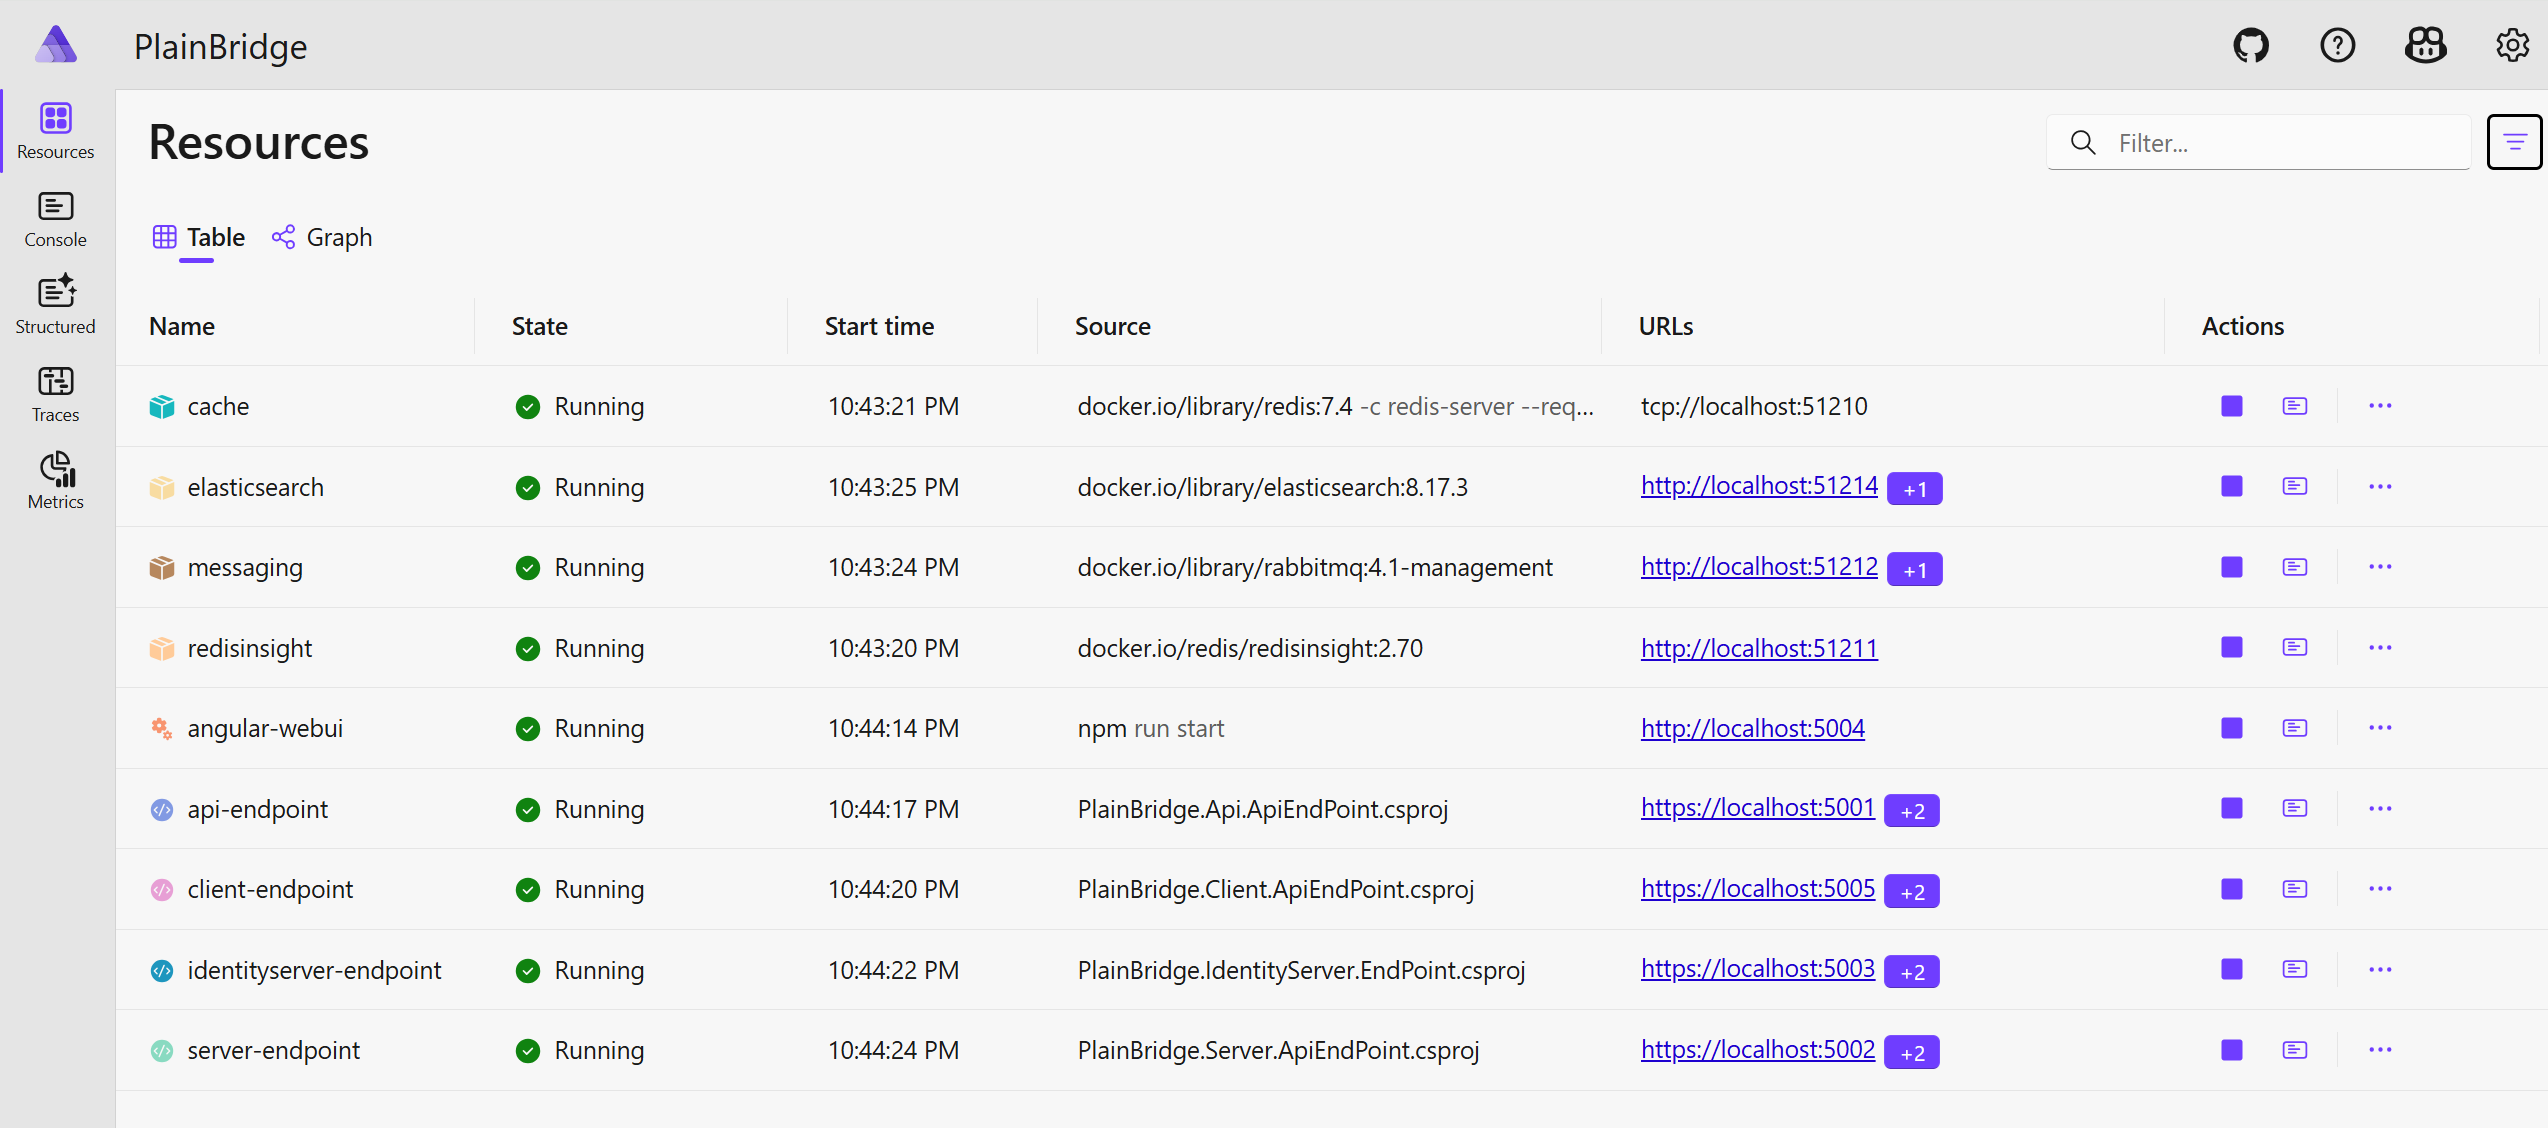 PlainBridge
Resources
Console
Structured
Traces
Metrics
Resources
Filter...
Table Graph
Name State Start time Source URLs Actions
cache Running 10:43:21 PM docker.io/library/redis:7.4 -c redis-server --req... tcp://localhost:51210
elasticsearch Running 10:43:25 PM docker.io/library/elasticsearch:8.17.3 http://localhost:51214 +1
messaging Running 10:43:24 PM docker.io/library/rabbitmq:4.1-management http://localhost:51212 +1
redisinsight Running 10:43:20 PM docker.io/redis/redisinsight:2.70 http://localhost:51211
angular-webui Running 10:44:14 PM npm run start http://localhost:5004
api-endpoint Running 10:44:17 PM PlainBridge.Api.ApiEndPoint.csproj https://localhost:5001 +2
client-endpoint Running 10:44:20 PM PlainBridge.Client.ApiEndPoint.csproj https://localhost:5005 +2
identityserver-endpoint Running 10:44:22 PM PlainBridge.IdentityServer.EndPoint.csproj https://localhost:5003 +2
server-endpoint Running 10:44:24 PM PlainBridge.Server.ApiEndPoint.csproj https://localhost:5002 +2